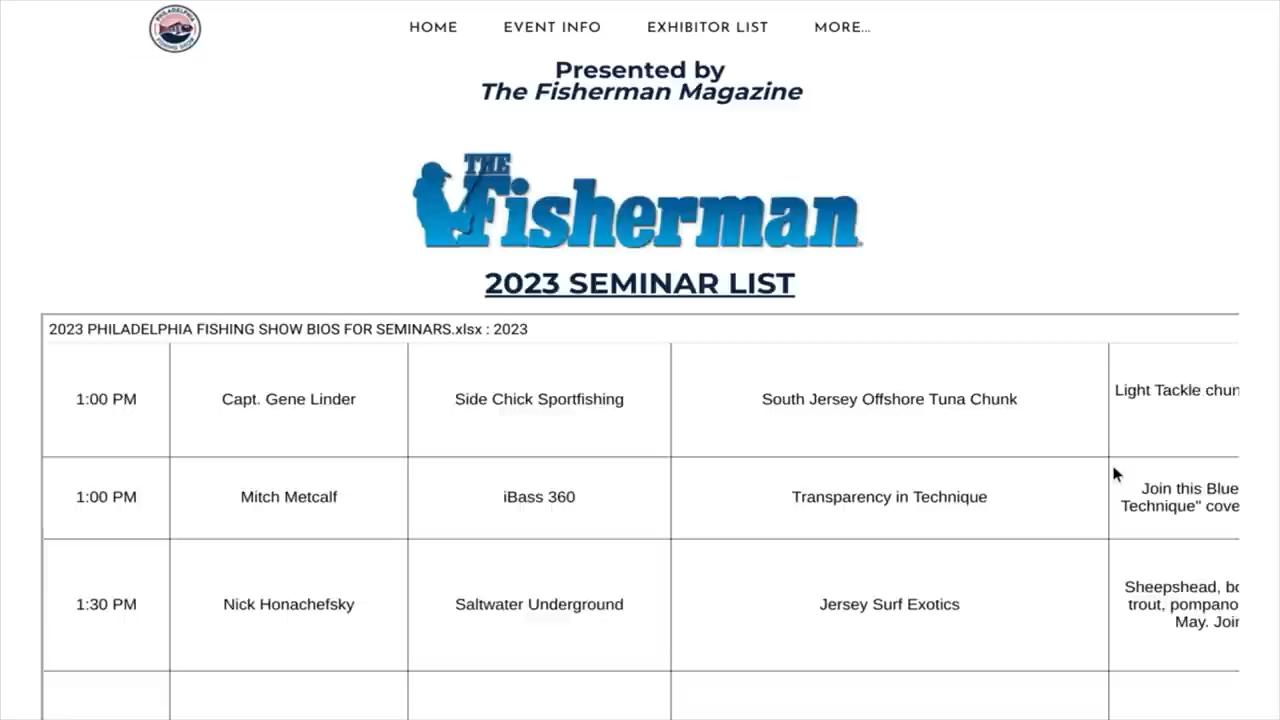 PHILADELPHIA
FISHING SHOW
HOME EVENT INFO EXHIBITOR LIST MORE...
Presented by
The Fisherman Magazine
THE
Fisherman
2023 SEMINAR LIST
2023 PHILADELPHIA FISHING SHOW BIOS FOR SEMINARS.xlsx : 2023
1:00 PM Capt. Gene Linder Side Chick Sportfishing South Jersey Offshore Tuna Chunk Light Tackle chun
1:00 PM Mitch Metcalf iBass 360 Transparency in Technique Join this Blue
Technique" cove
1:30 PM Nick Honachefsky Saltwater Underground Jersey Surf Exotics Sheepshead, bo
trout, pompano
May. Join